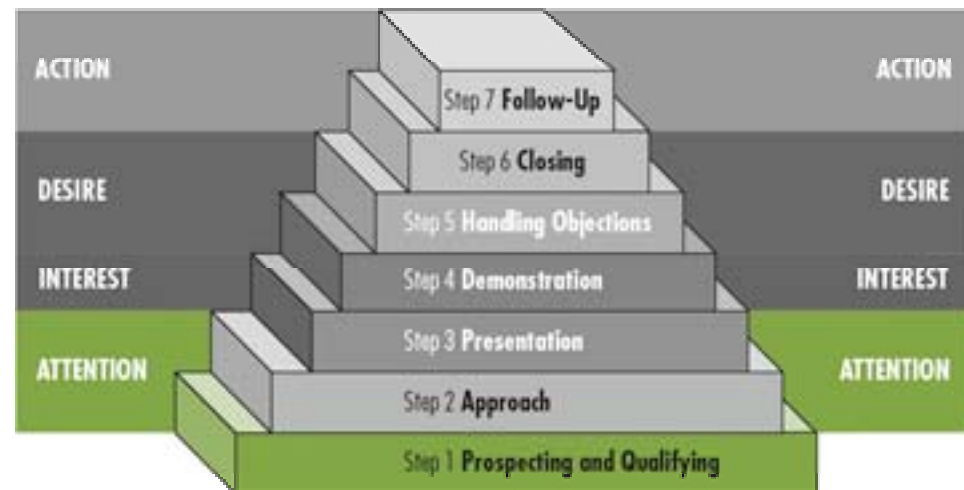 ACTION ACTION
Step 7 Follow-Up
Step 6 Closing
DESIRE DESIRE
Step 5 Handling Objections
INTEREST INTEREST
Step 4 Demonstration
Step 3 Presentation
ATTENTION ATTENTION
Step 2 Approach
Step 1 Prospecting and Qualifying